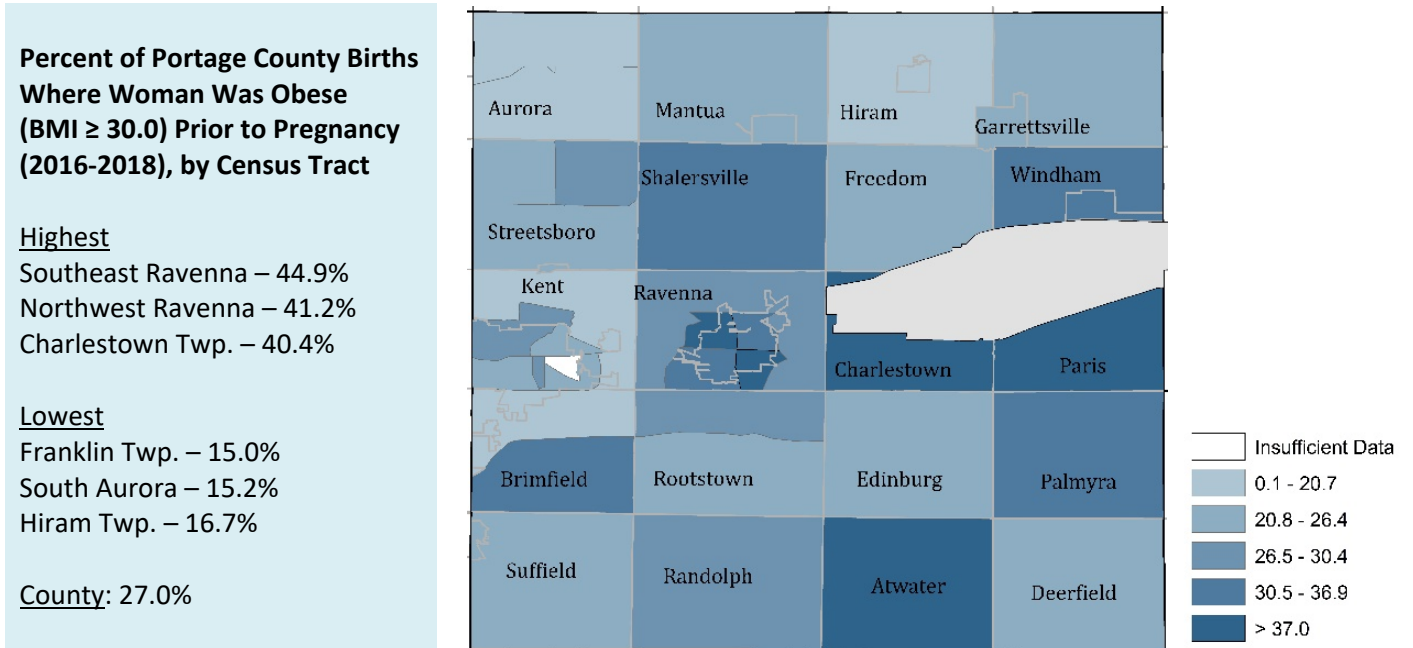 Percent of Portage County Births
Where Woman Was Obese
(BMI ≥ 30.0) Prior to Pregnancy
(2016-2018), by Census Tract
Highest
Southeast Ravenna – 44.9%
Northwest Ravenna – 41.2%
Charlestown Twp. – 40.4%
Lowest
Franklin Twp. – 15.0%
South Aurora – 15.2%
Hiram Twp. – 16.7%
County: 27.0%
Aurora
Mantua
Hiram
Garrettsville
Shalersville
Freedom
Windham
Streetsboro
Kent
Ravenna
Charlestown
Paris
Brimfield
Rootstown
Edinburg
Palmyra
Suffield
Randolph
Atwater
Deerfield
Insufficient Data
0.1 - 20.7
20.8 - 26.4
26.5 - 30.4
30.5 - 36.9
> 37.0